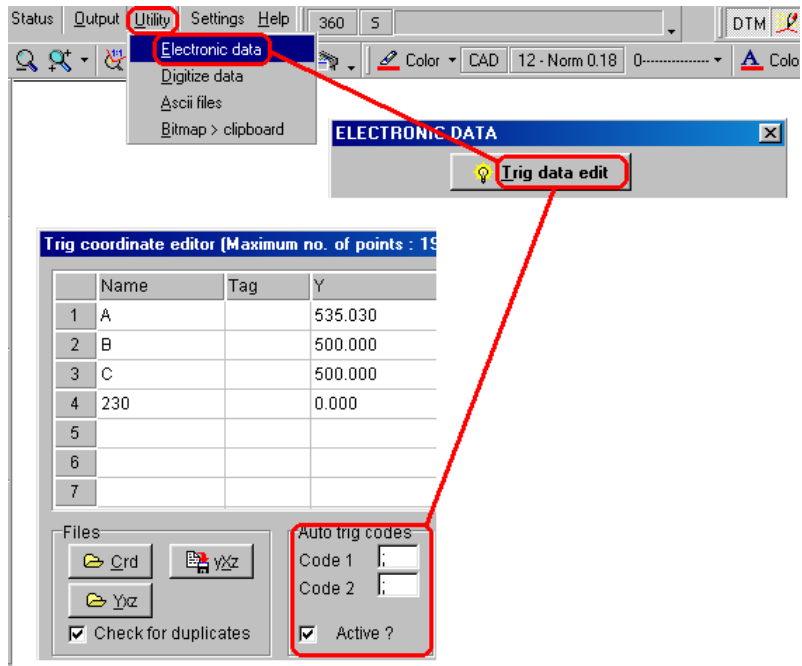 Status Output Utility Settings Help 360 5 DTM
Color CAD 12 - Norm 0.18 0--------------- Colo
Electronic data
Digitize data
Ascii files
Bitmap > clipboard
ELECTRONIC DATA
Trig data edit
Trig coordinate editor (Maximum no. of points : 19
Name Tag Y
1 A 535.030
2 B 500.000
3 C 500.000
4 230 0.000
5
6
7
Files
Crd yXz
Yxz
Check for duplicates
Auto trig codes
Code 1 ;
Code 2 ;
Active ?